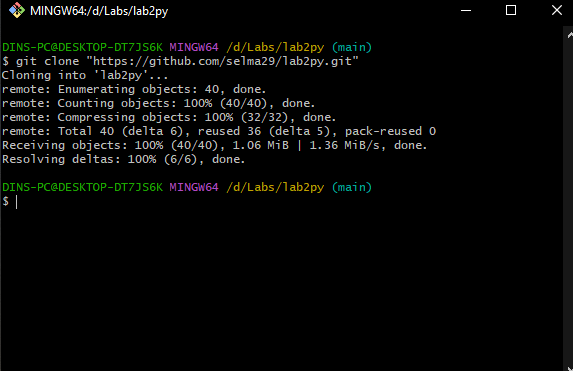 MINGW64:/d/Labs/lab2py
DINS-PC@DESKTOP-DT7JS6K MINGW64 /d/Labs/lab2py (main)
$ git clone "https://github.com/selma29/lab2py.git"
Cloning into 'lab2py'...
remote: Enumerating objects: 40, done.
remote: Counting objects: 100% (40/40), done.
remote: Compressing objects: 100% (32/32), done.
remote: Total 40 (delta 6), reused 36 (delta 5), pack-reused 0
Receiving objects: 100% (40/40), 1.06 MiB | 1.36 MiB/s, done.
Resolving deltas: 100% (6/6), done.
DINS-PC@DESKTOP-DT7JS6K MINGW64 /d/Labs/lab2py (main)
$